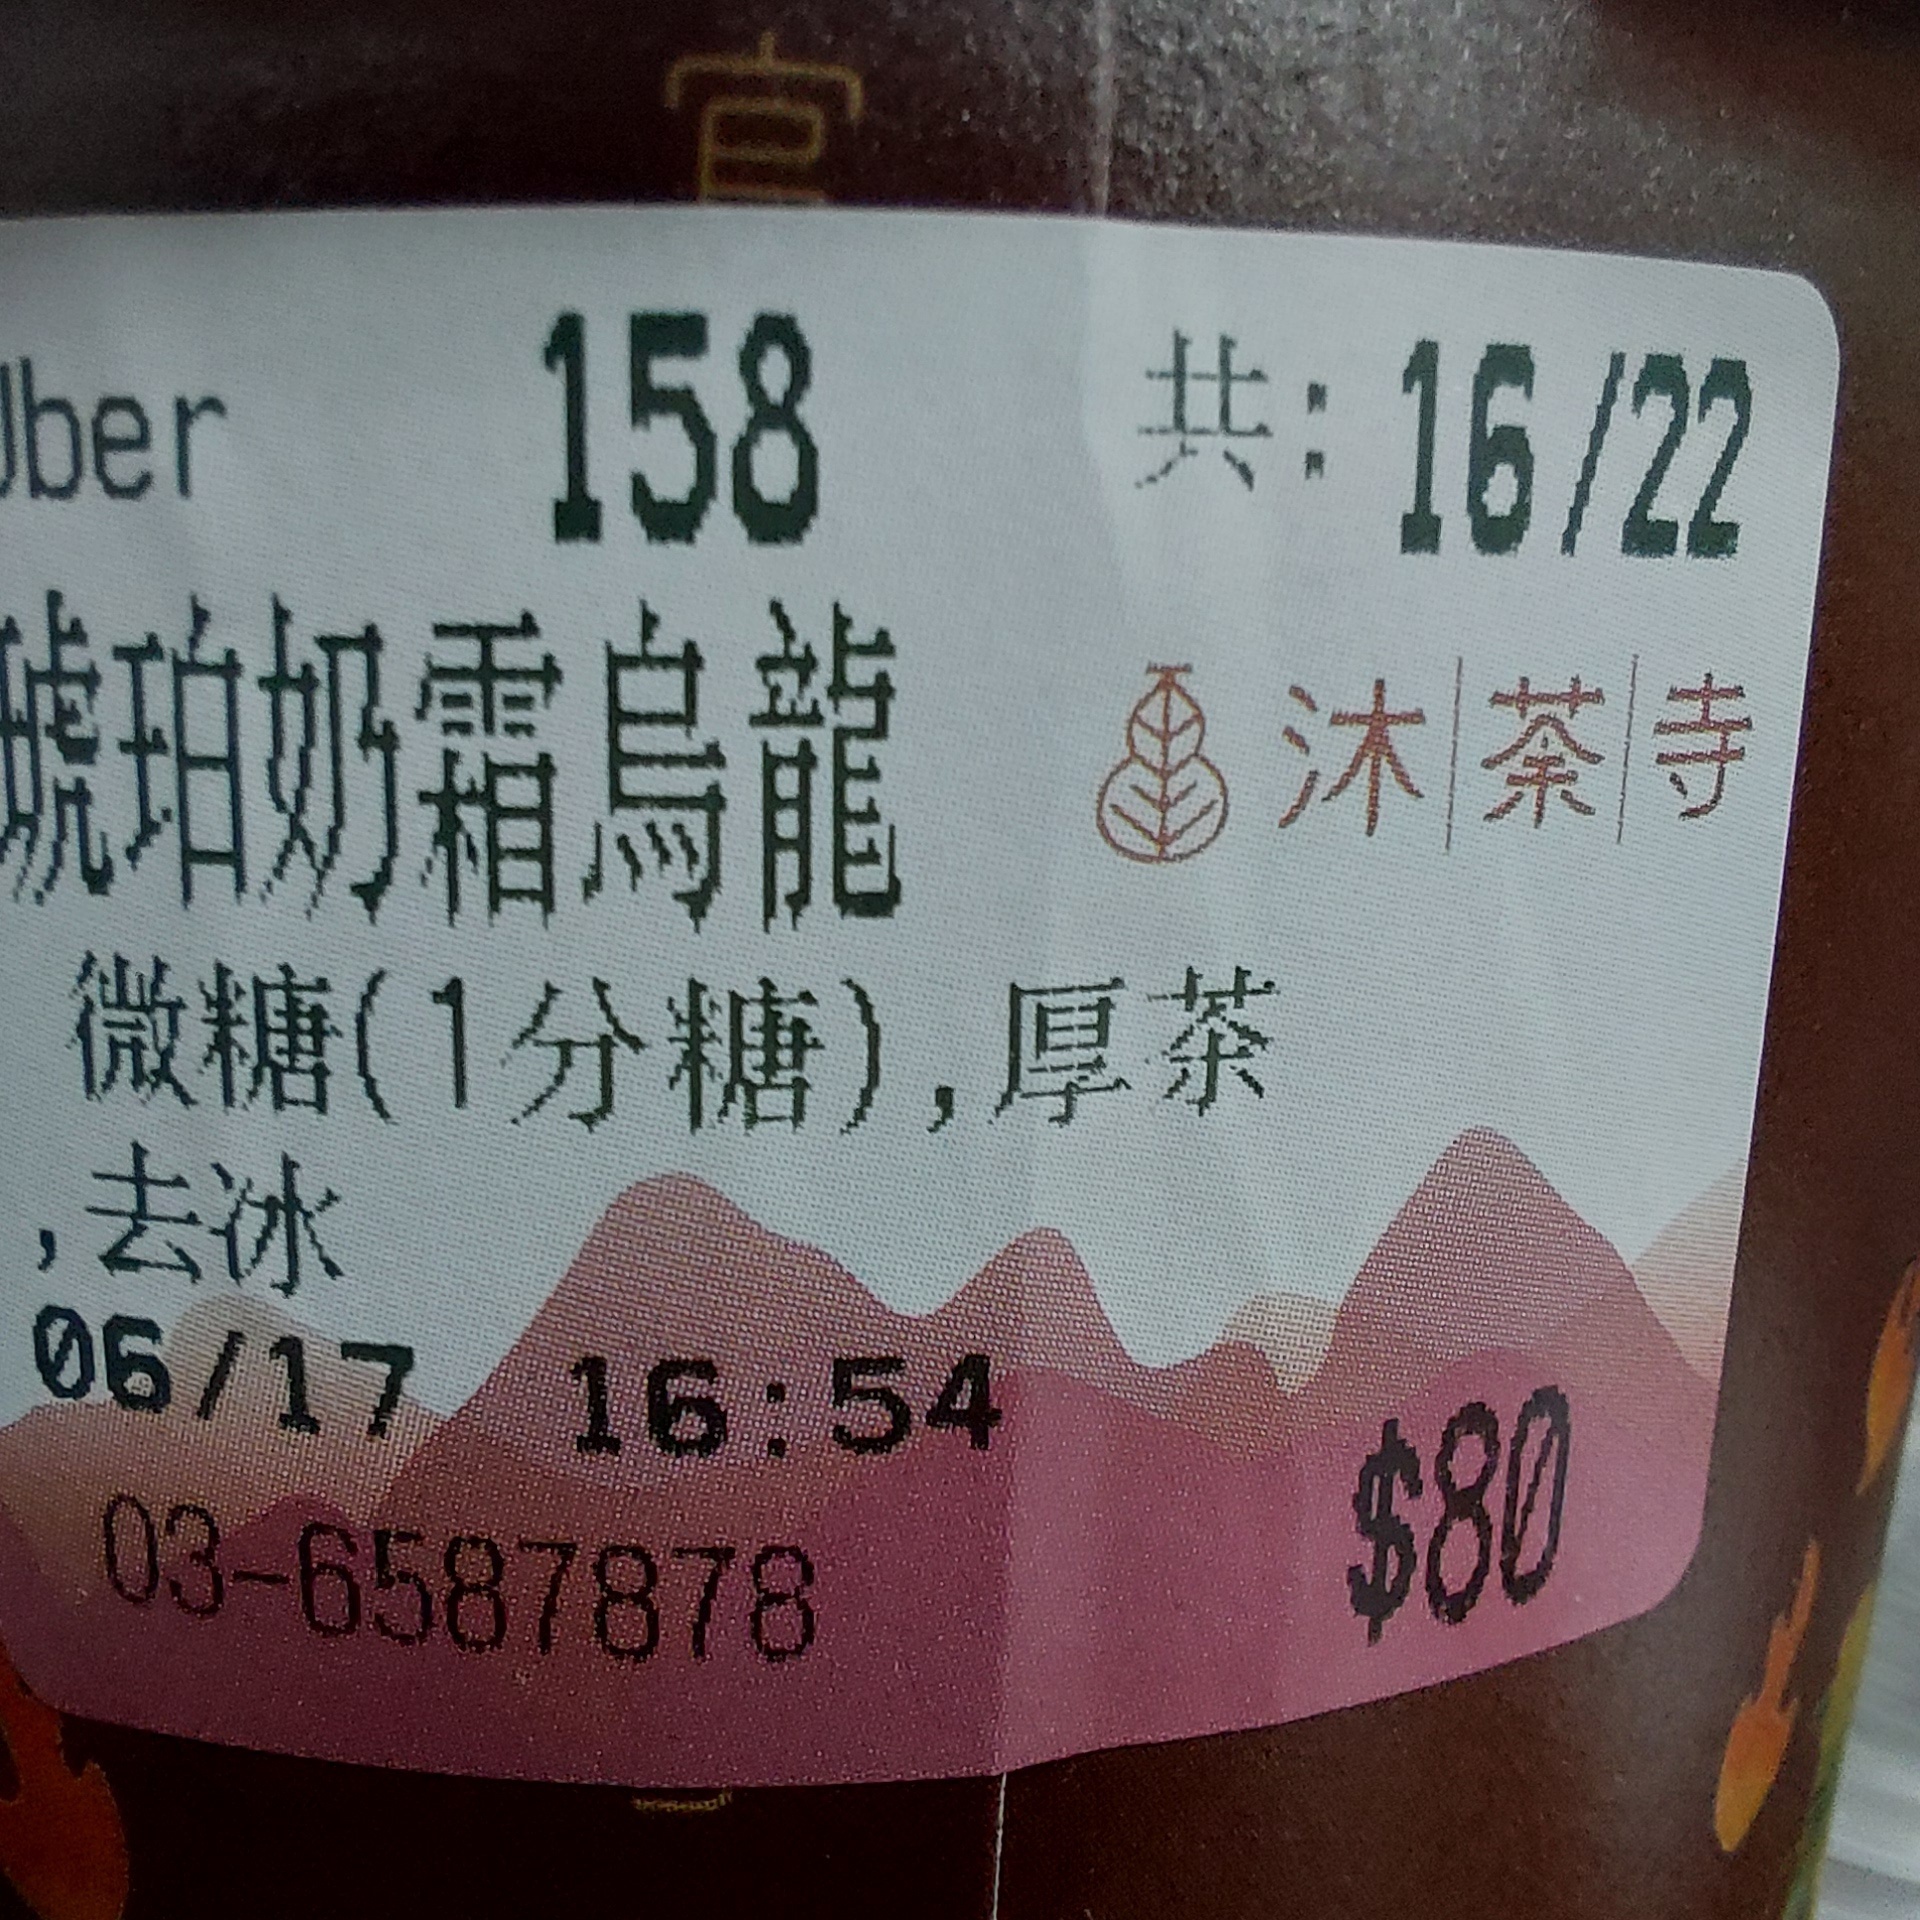 官
Uber 158 共: 16/22
琥珀奶霜烏龍
沐 茶 寺
微糖(1分糖),厚茶
,去冰
06/17 16:54
$80
03-6587878